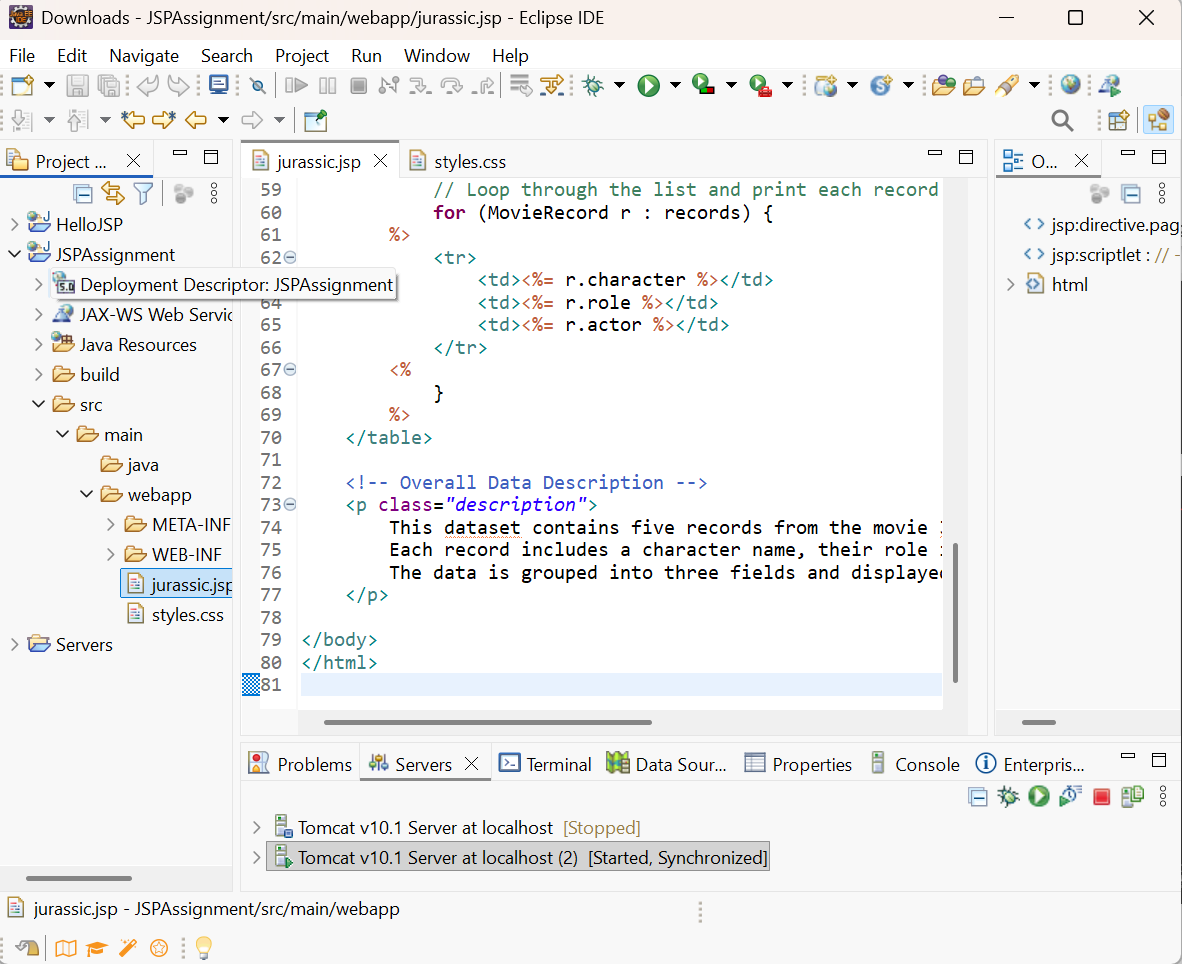 Downloads - JSPAssignment/src/main/webapp/jurassic.jsp - Eclipse IDE
File Edit Navigate Search Project Run Window Help
Project ...
HelloJSP
JSPAssignment
Deployment Descriptor: JSPAssignment
JAX-WS Web Servic
Java Resources
build
src
main
java
webapp
META-INF
WEB-INF
jurassic.jsp
styles.css
Servers
jurassic.jsp styles.css
59 // Loop through the list and print each record
60 for (MovieRecord r : records) {
61 %>
62 <tr>
<td><%= r.character %></td>
64 <td><%= r.role %></td>
65 <td><%= r.actor %></td>
66 </tr>
67 <%
68 }
69 %>
70 </table>
71
72 <!-- Overall Data Description -->
73 <p class="description">
74 This dataset contains five records from the movie
75 Each record includes a character name, their role
76 The data is grouped into three fields and displayed
77 </p>
78
79 </body>
80 </html>
81
O...
jsp:directive.pag
jsp:scriptlet : // -
html
Problems Servers Terminal Data Sour... Properties Console Enterpris...
Tomcat v10.1 Server at localhost [Stopped]
Tomcat v10.1 Server at localhost (2) [Started, Synchronized]
jurassic.jsp - JSPAssignment/src/main/webapp